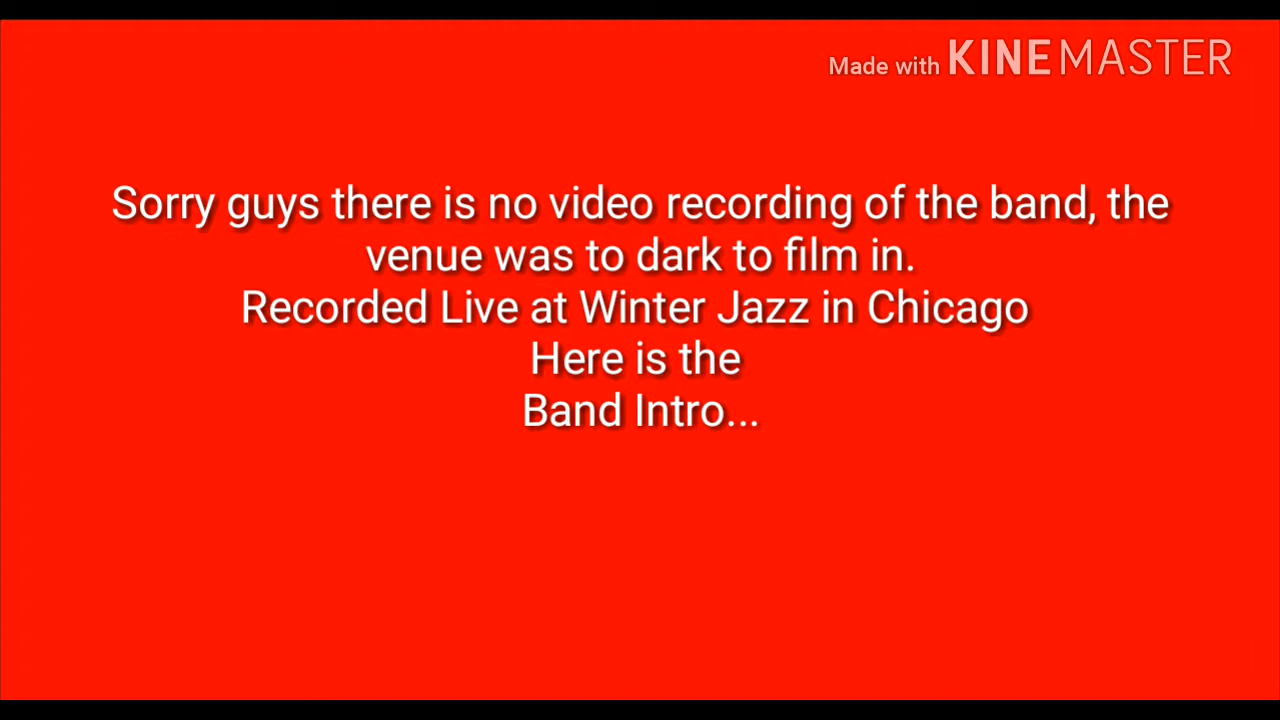 Made with KINEMASTER
Sorry guys there is no video recording of the band, the
venue was to dark to film in.
Recorded Live at Winter Jazz in Chicago
Here is the
Band Intro...